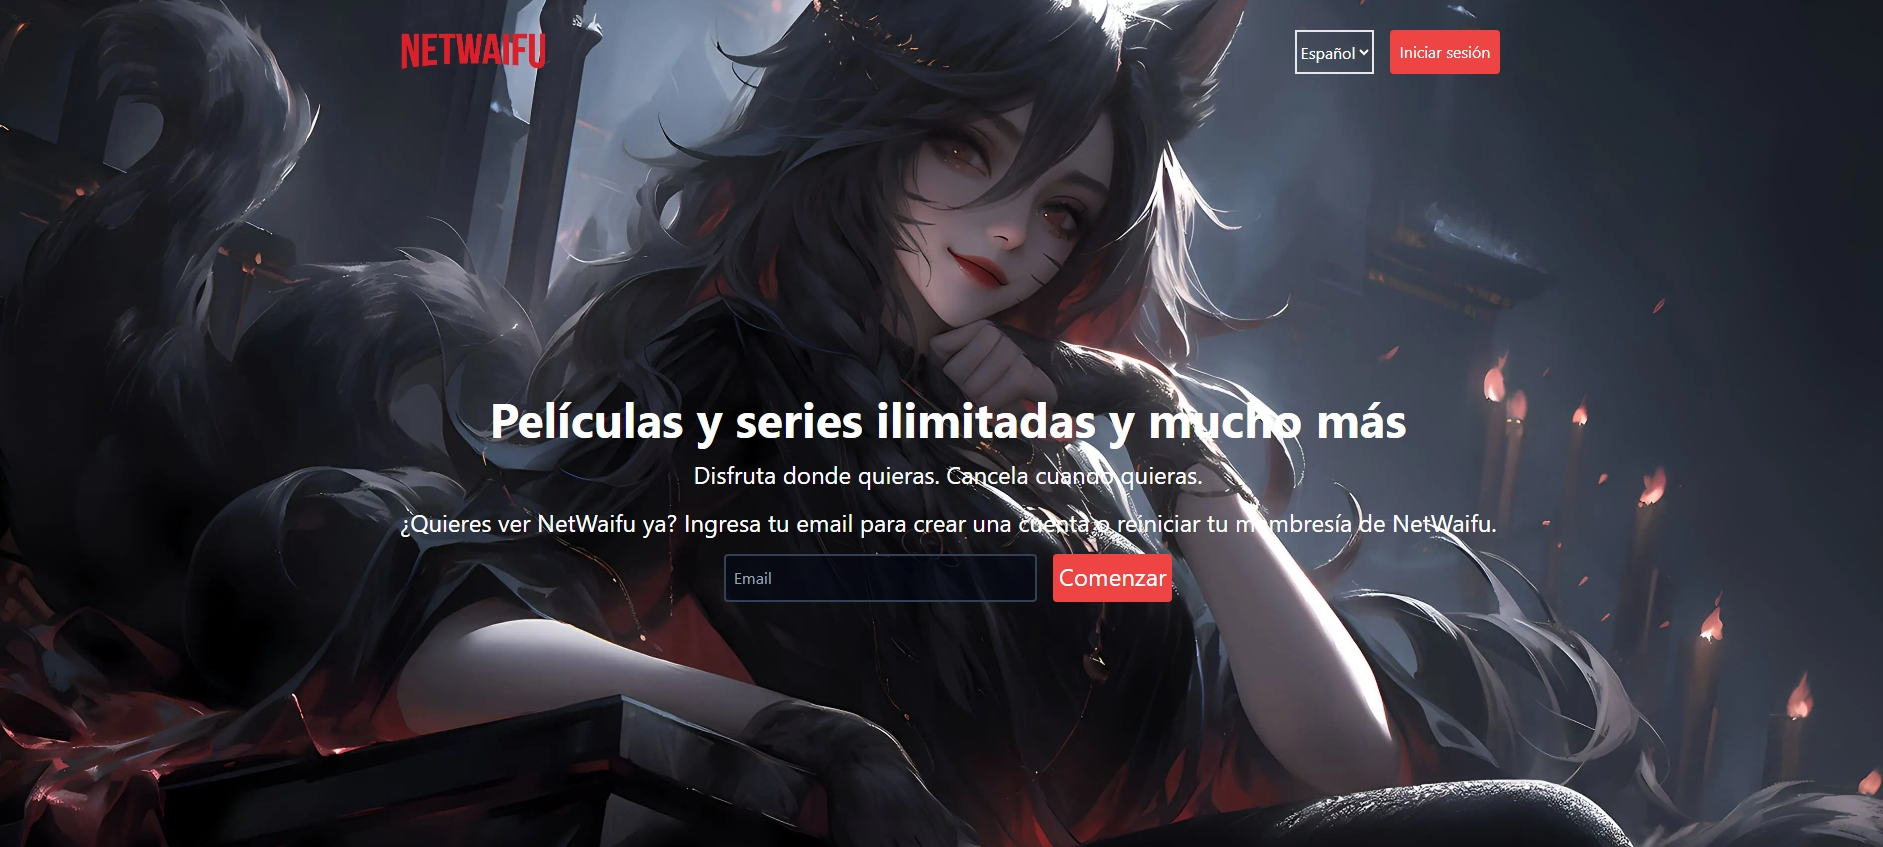 NETWAIFU
Español
Iniciar sesión
Películas y series ilimitadas y mucho más
Disfruta donde quieras. Cancela cuando quieras.
¿Quieres ver NetWaifu ya? Ingresa tu email para crear una cuenta o reiniciar tu membresía de NetWaifu.
Email
Comenzar